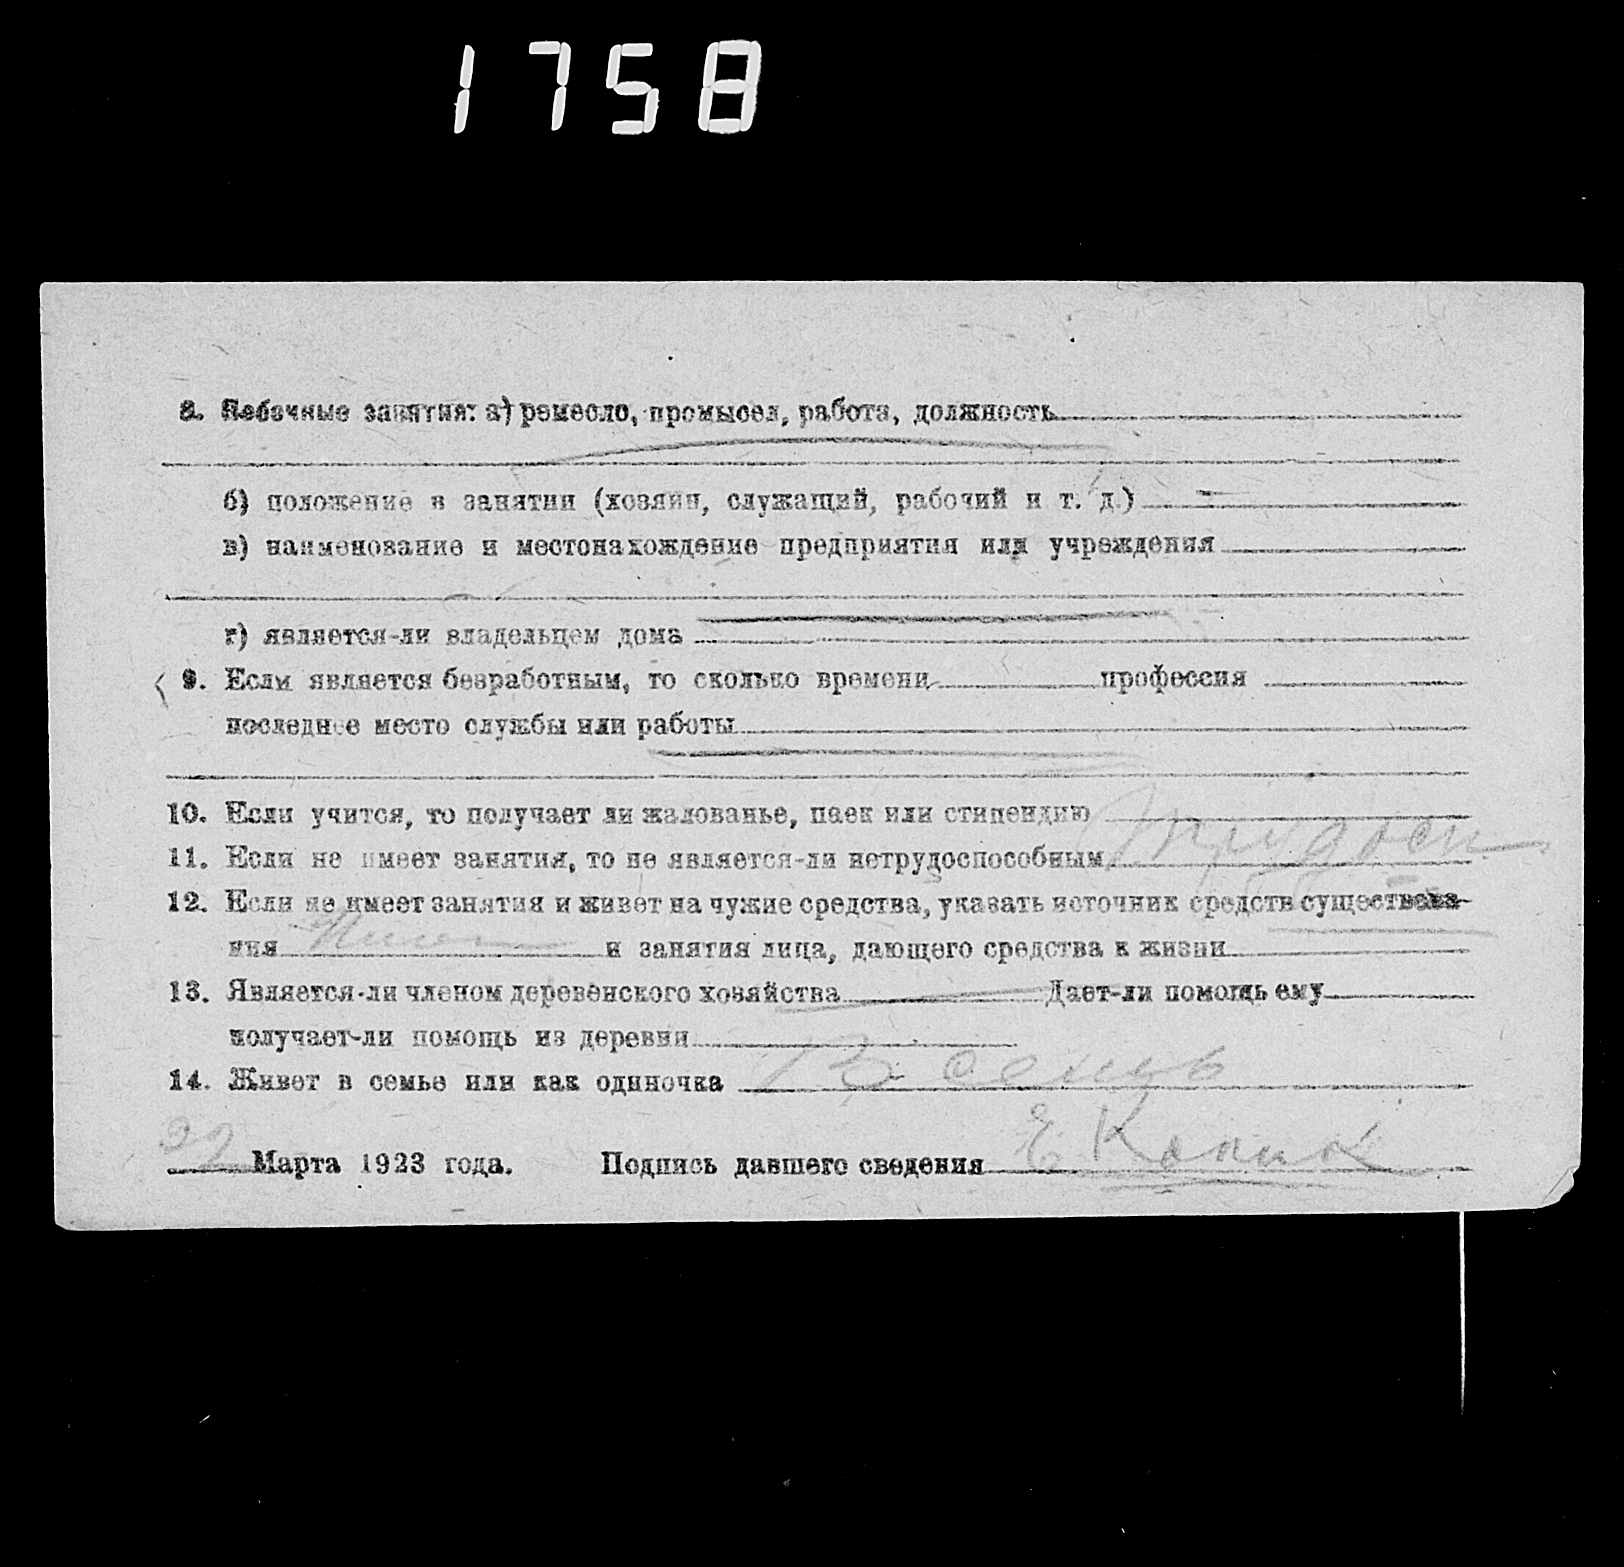 1758
8. Побочные занятия: а) ремесло, промысел, работа, должность
б) положение в занятии (хозяин, служащий, рабочий и т. д.)
в) наименование и местонахождение предприятия или учреждения
г) является-ли владельцем дома
9. Если является безработным, то сколько времени профессия
последнее место службы или работы
10. Если учится, то получает ли жалованье, паек или стипендию
11. Если не имеет занятия, то не является-ли нетрудоспособным
12. Если не имеет занятия и живет на чужие средства, указать источник средств существова-
ния и занятия лица, дающего средства к жизни
13. Является-ли членом деревенского хозяйства Дает-ли помощь ему
получает-ли помощь из деревни
14. Живет в семье или как одиночка В семье
22 Марта 1923 года. Подпись давшего сведения Е